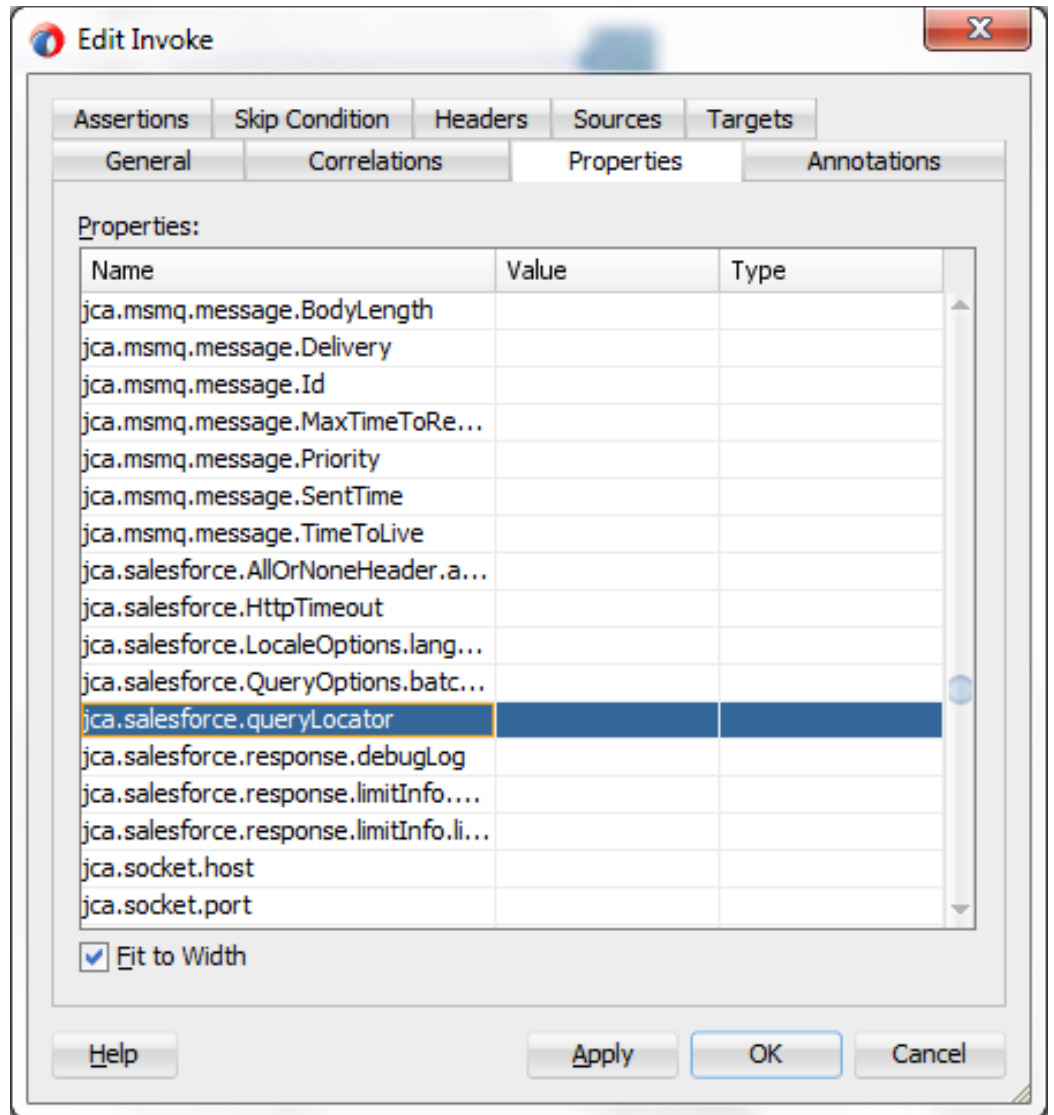 Edit Invoke
Assertions Skip Condition Headers Sources Targets
General Correlations Properties Annotations
Properties:
Name Value Type
jca.msmq.message.BodyLength
jca.msmq.message.Delivery
jca.msmq.message.Id
jca.msmq.message.MaxTimeToRe...
jca.msmq.message.Priority
jca.msmq.message.SentTime
jca.msmq.message.TimeToLive
jca.salesforce.AllOrNoneHeader.a...
jca.salesforce.HttpTimeout
jca.salesforce.LocaleOptions.lang...
jca.salesforce.QueryOptions.batc...
jca.salesforce.queryLocator
jca.salesforce.response.debugLog
jca.salesforce.response.limitInfo....
jca.salesforce.response.limitInfo.li...
jca.socket.host
jca.socket.port
Fit to Width
Help Apply OK Cancel